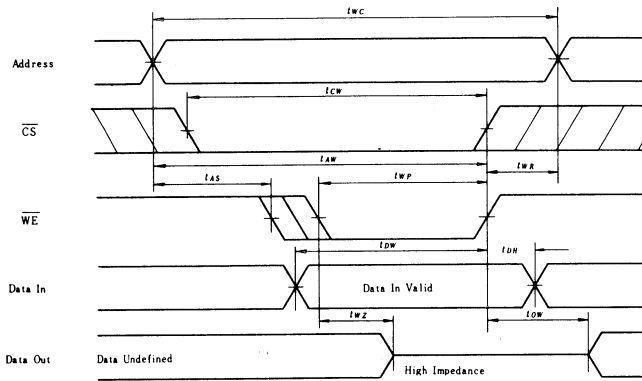 tWC
Address
tCW
CS
tAW
tWR
tAS
tWP
WE
tDW
tDH
Data In
Data In Valid
tWZ
tOW
Data Out
Data Undefined
High Impedance